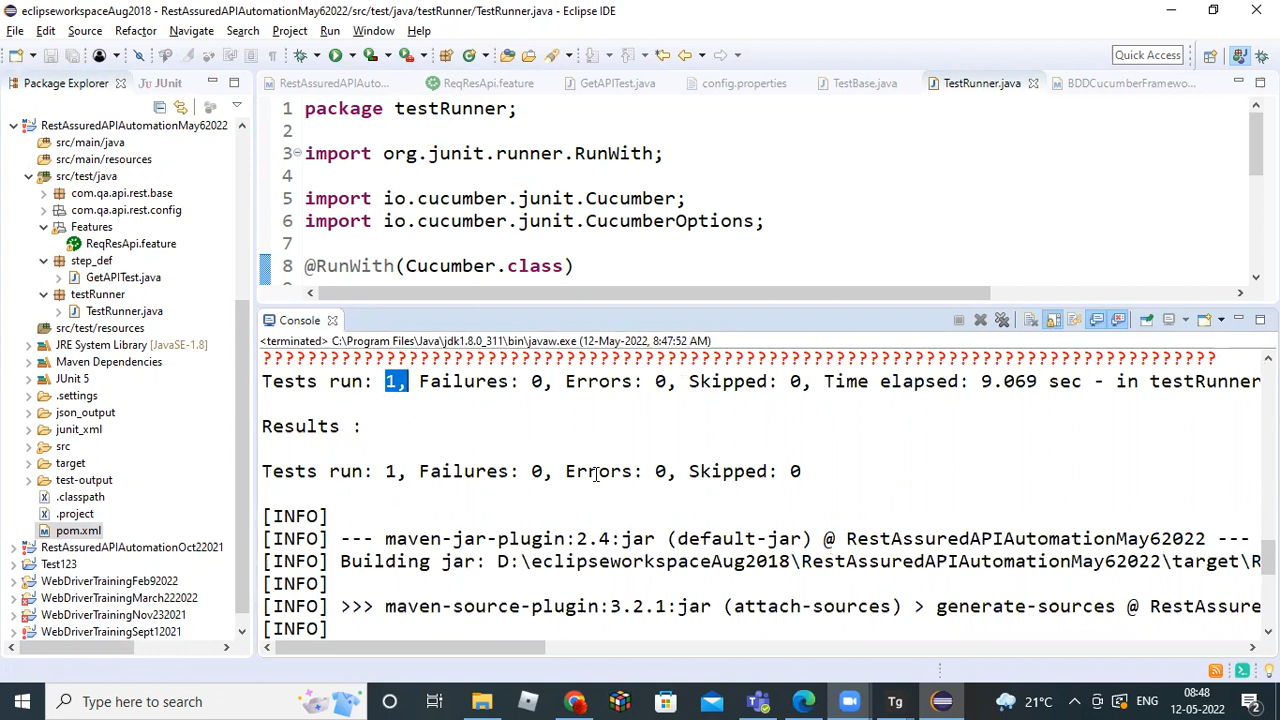 eclipseworkspaceAug2018 - RestAssuredAPIAutomationMay62022/src/test/java/testRunner/TestRunner.java - Eclipse IDE
File Edit Source Refactor Navigate Search Project Run Window Help
Quick Access
Package Explorer JUnit
RestAssuredAPIAuto... ReqResApi.feature GetAPITest.java config.properties TestBase.java TestRunner.java BDDCucumberFramewo...
RestAssuredAPIAutomationMay62022
src/main/java
src/main/resources
src/test/java
com.qa.api.rest.base
com.qa.api.rest.config
Features
ReqResApi.feature
step_def
GetAPITest.java
testRunner
TestRunner.java
src/test/resources
JRE System Library [JavaSE-1.8]
Maven Dependencies
JUnit 5
.settings
json_output
junit_xml
src
target
test-output
.classpath
.project
pom.xml
RestAssuredAPIAutomationOct22021
Test123
WebDriverTrainingFeb92022
WebDriverTrainingMarch222022
WebDriverTrainingNov232021
WebDriverTrainingSept12021
1 package testRunner;
2
3 import org.junit.runner.RunWith;
4
5 import io.cucumber.junit.Cucumber;
6 import io.cucumber.junit.CucumberOptions;
7
8 @RunWith(Cucumber.class)
Console
<terminated> C:\Program Files\Java\jdk1.8.0_311\bin\javaw.exe (12-May-2022, 8:47:52 AM)
?????????????????????????????????????????????????????????????????????????????????????
Tests run: 1, Failures: 0, Errors: 0, Skipped: 0, Time elapsed: 9.069 sec - in testRunner
Results :
Tests run: 1, Failures: 0, Errors: 0, Skipped: 0
[INFO]
[INFO] --- maven-jar-plugin:2.4:jar (default-jar) @ RestAssuredAPIAutomationMay62022 ---
[INFO] Building jar: D:\eclipseworkspaceAug2018\RestAssuredAPIAutomationMay62022\target\R
[INFO]
[INFO] >>> maven-source-plugin:3.2.1:jar (attach-sources) > generate-sources @ RestAssure
[INFO]
Type here to search
Tg
21°C
ENG
08:48
12-05-2022
2